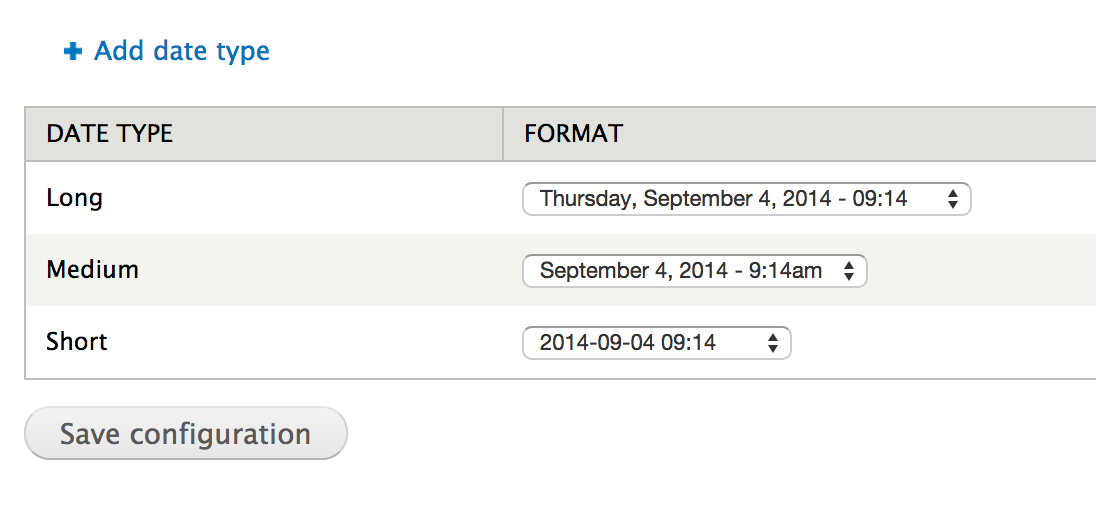 Add date type
DATE TYPE FORMAT
Long Thursday, September 4, 2014 - 09:14
Medium September 4, 2014 - 9:14am
Short 2014-09-04 09:14
Save configuration